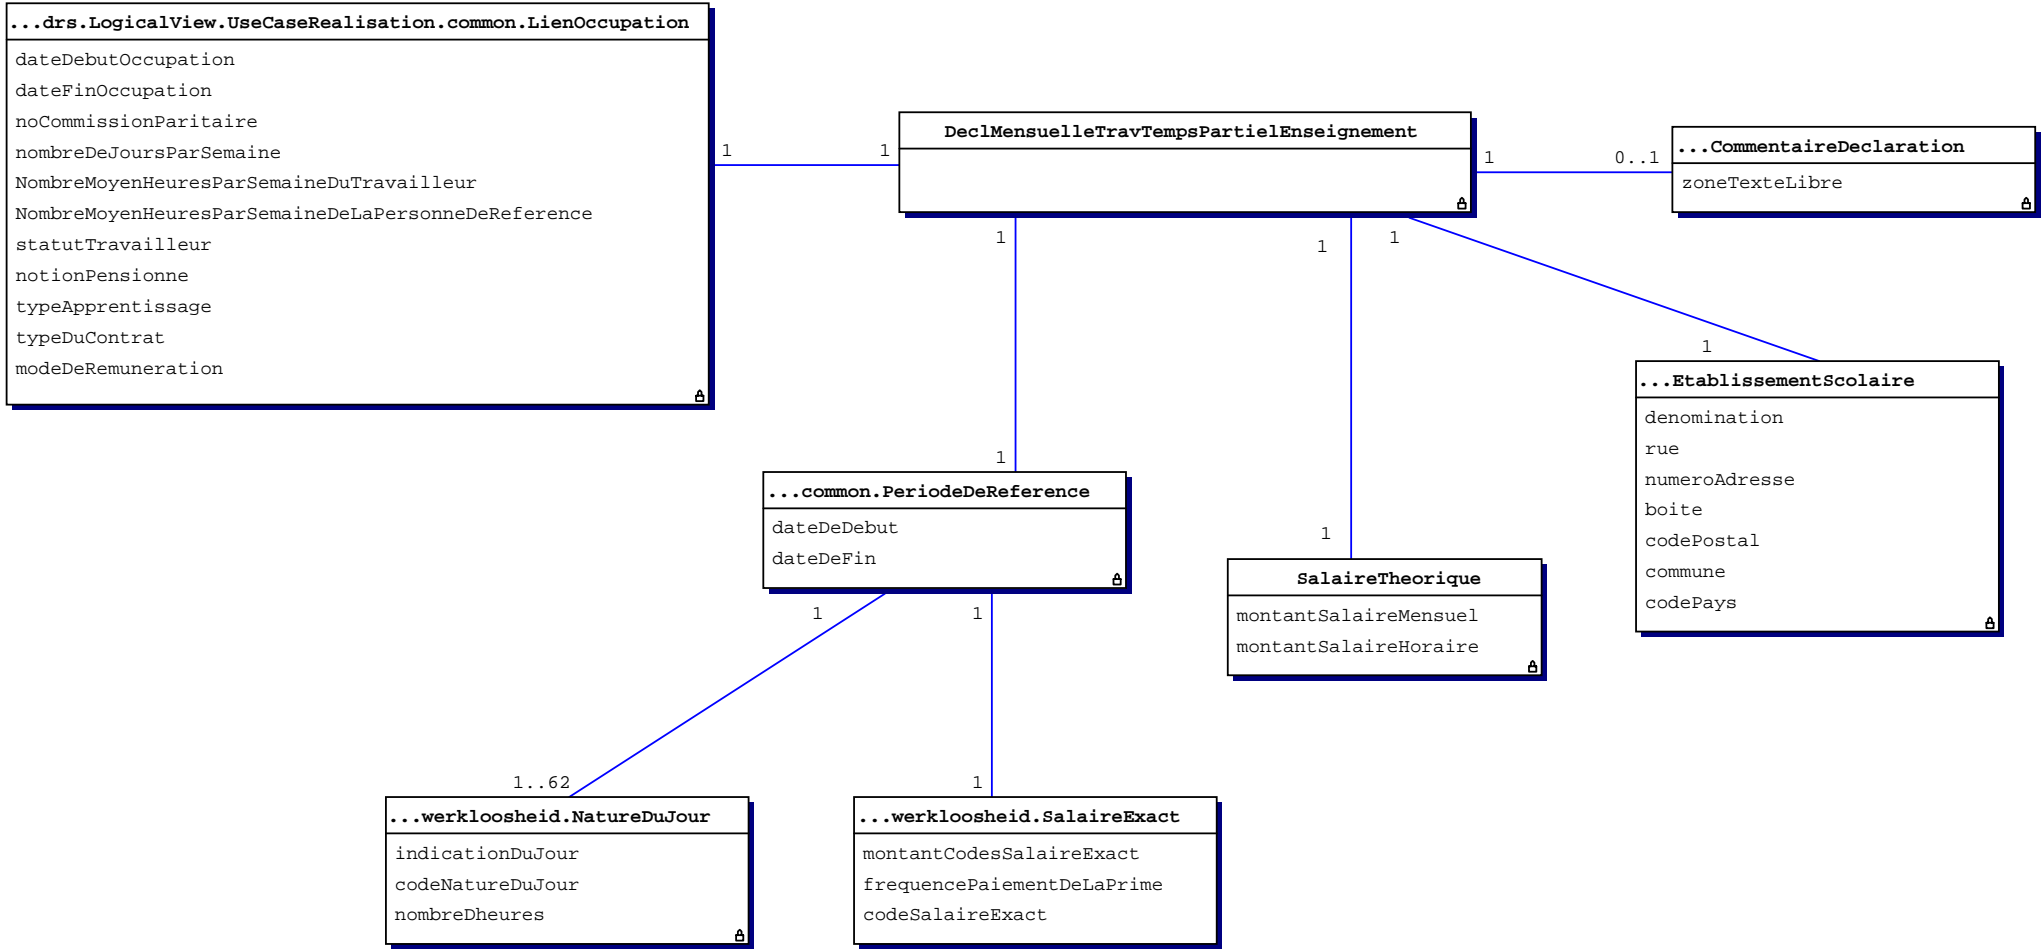 ...drs.LogicalView.UseCaseRealisation.common.LienOccupation
dateDebutOccupation
dateFinOccupation
noCommissionParitaire
nombreDeJoursParSemaine
NombreMoyenHeuresParSemaineDuTravailleur
NombreMoyenHeuresParSemaineDeLaPersonneDeReference
statutTravailleur
notionPensionne
typeApprentissage
typeDuContrat
modeDeRemuneration
1
1
DeclMensuelleTravTempsPartielEnseignement
1
0..1
...CommentaireDeclaration
zoneTexteLibre
1
1
1
1
...EtablissementScolaire
denomination
rue
numeroAdresse
boite
codePostal
commune
codePays
1
...common.PeriodeDeReference
dateDeDebut
dateDeFin
1
SalaireTheorique
montantSalaireMensuel
montantSalaireHoraire
1
1
1..62
1
...werkloosheid.NatureDuJour
indicationDuJour
codeNatureDuJour
nombreDheures
...werkloosheid.SalaireExact
montantCodesSalaireExact
frequencePaiementDeLaPrime
codeSalaireExact